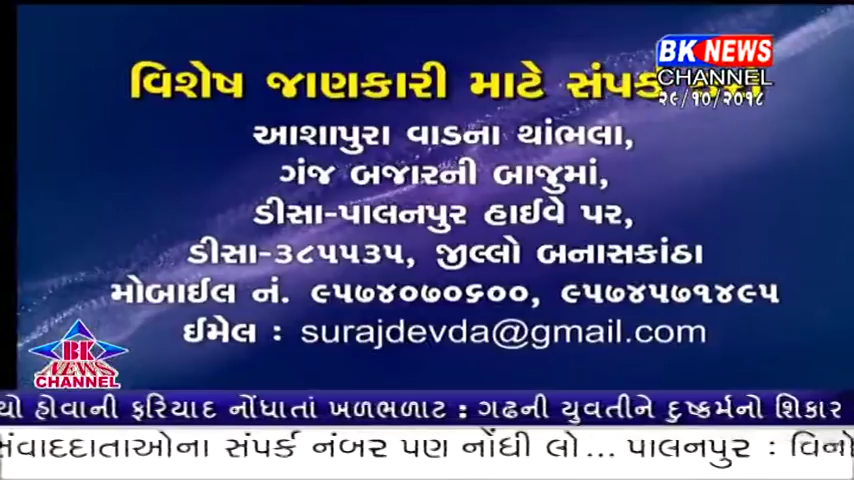 BK NEWS
CHANNEL
૨૯/૧૦/૨૦૧૮
વિશેષ જાણકારી માટે સંપર્ક
આશાપુરા વાડના થાંભલા,
ગંજ બજારની બાજુમાં,
ડીસા-પાલનપુર હાઈવે પર,
ડીસા-૩૮૫૫૩૫, જીલ્લો બનાસકાંઠા
મોબાઈલ નં. ૯૫૭૪૦૭૦૬૦૦, ૯૫૭૪૫૭૧૪૯૫
ઈમેલ : surajdevda@gmail.com
BK
NEWS
CHANNEL
યો હોવાની ફરિયાદ નોંધાતાં ખળભળાટ : ગઢની યુવતીને દુષ્કર્મનો શિકાર
સંવાદદાતાઓના સંપર્ક નંબર પણ નોંધી લો... પાલનપુર : વિનો